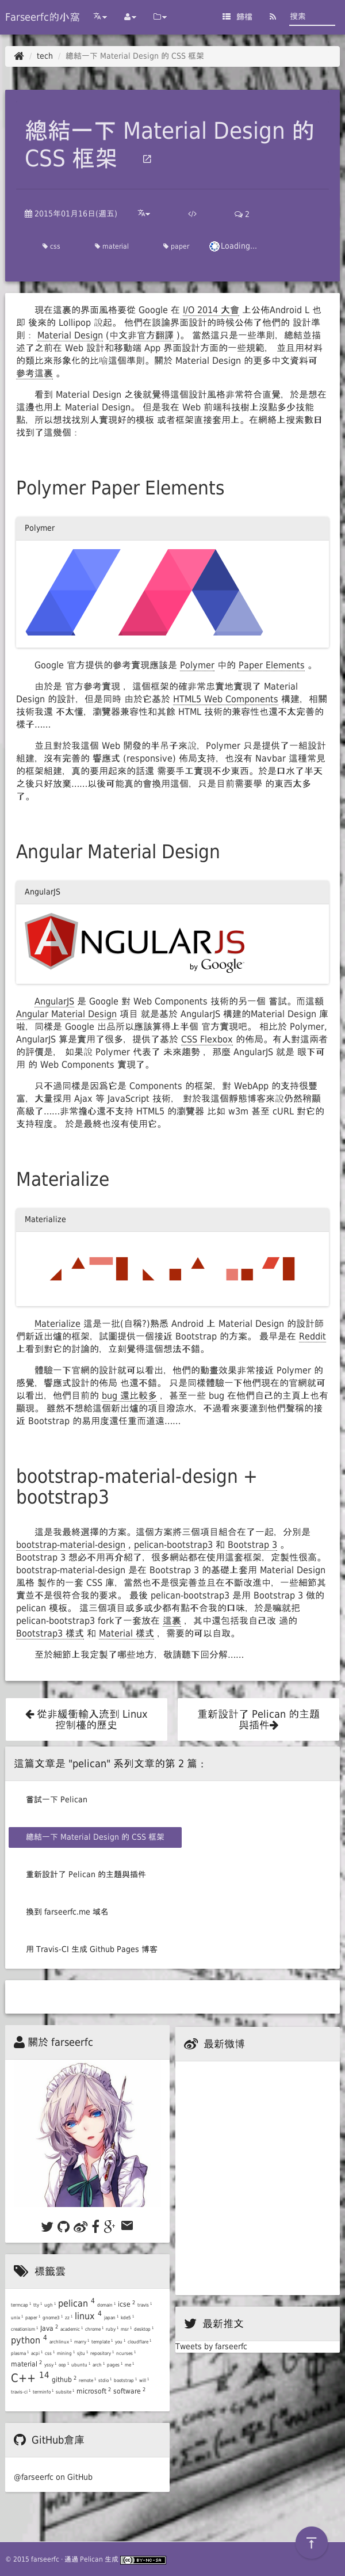 Farseerfc的小窩
歸檔
搜索
tech / 總結一下 Material Design 的 CSS 框架
總結一下 Material Design 的
CSS 框架
2015年01月16日(週五)
2
css
material
paper
Loading...
現在這裏的界面風格要從 Google 在 I/O 2014 大會 上公佈Android L 也
即 後來的 Lollipop 說起。 他們在談論界面設計的時候公佈了他們的 設計準
則： Material Design (中文非官方翻譯 )。 當然這只是一些準則，總結並描
述了之前在 Web 設計和移動端 App 界面設計方面的一些規範， 並且用材料
的類比來形象化的比喻這個準則。關於 Material Design 的更多中文資料可
參考這裏 。
看到 Material Design 之後就覺得這個設計風格非常符合直覺，於是想在
這邊也用上 Material Design。 但是我在 Web 前端科技樹上沒點多少技能
點，所以想找找別人實現好的模板 或者框架直接套用上。在網絡上搜索數日
找到了這幾個：
Polymer Paper Elements
Polymer
Google 官方提供的參考實現應該是 Polymer 中的 Paper Elements 。
由於是 官方參考實現 ，這個框架的確非常忠實地實現了 Material
Design 的設計，但是同時 由於它基於 HTML5 Web Components 構建，相關
技術我還 不太懂，瀏覽器兼容性和其餘 HTML 技術的兼容性也還不太完善的
樣子……
並且對於我這個 Web 開發的半吊子來說，Polymer 只是提供了一組設計
組建，沒有完善的 響應式 (responsive) 佈局支持，也沒有 Navbar 這種常見
的框架組建，真的要用起來的話還 需要手工實現不少東西。於是口水了半天
之後只好放棄……以後可能真的會換用這個，只是目前需要學 的東西太多
了。
Angular Material Design
AngularJS
ANGULARJS
by Google
AngularJS 是 Google 對 Web Components 技術的另一個 嘗試。而這額
Angular Material Design 項目 就是基於 AngularJS 構建的Material Design 庫
啦，同樣是 Google 出品所以應該算得上半個 官方實現吧。 相比於 Polymer,
AngularJS 算是實用了很多，提供了基於 CSS Flexbox 的佈局。有人對這兩者
的評價是， 如果說 Polymer 代表了 未來趨勢 ，那麼 AngularJS 就是 眼下可
用 的 Web Components 實現了。
只不過同樣是因爲它是 Components 的框架，對 WebApp 的支持很豐
富，大量採用 Ajax 等 JavaScript 技術， 對於我這個靜態博客來說仍然稍顯
高級了……非常擔心還不支持 HTML5 的瀏覽器 比如 w3m 甚至 cURL 對它的
支持程度。 於是最終也沒有使用它。
Materialize
Materialize
Materialize 這是一批(自稱?)熟悉 Android 上 Material Design 的設計師
們新近出爐的框架，試圖提供一個接近 Bootstrap 的方案。 最早是在 Reddit
上看到對它的討論的，立刻覺得這個想法不錯。
體驗一下官網的設計就可以看出，他們的動畫效果非常接近 Polymer 的
感覺，響應式設計的佈局 也還不錯。 只是同樣體驗一下他們現在的官網就可
以看出，他們目前的 bug 還比較多 ，甚至一些 bug 在他們自己的主頁上也有
顯現。 雖然不想給這個新出爐的項目潑涼水，不過看來要達到他們聲稱的接
近 Bootstrap 的易用度還任重而道遠……
bootstrap-material-design +
bootstrap3
這是我最終選擇的方案。這個方案將三個項目組合在了一起，分別是
bootstrap-material-design , pelican-bootstrap3 和 Bootstrap 3 。
Bootstrap 3 想必不用再介紹了，很多網站都在使用這套框架，定製性很高。
bootstrap-material-design 是在 Bootstrap 3 的基礎上套用 Material Design
風格 製作的一套 CSS 庫，當然也不是很完善並且在不斷改進中，一些細節其
實並不是很符合我的要求。 最後 pelican-bootstrap3 是用 Bootstrap 3 做的
pelican 模板。 這三個項目或多或少都有點不合我的口味，於是嘛就把
pelican-bootstrap3 fork了一套放在 這裏 ，其中還包括我自己改 過的
Bootstrap3 樣式 和 Material 樣式 ，需要的可以自取。
至於細節上我定製了哪些地方，敬請聽下回分解……
從非緩衝輸入流到 Linux
控制檯的歷史
重新設計了 Pelican 的主題
與插件
這篇文章是 "pelican" 系列文章的第 2 篇：
嘗試一下 Pelican
總結一下 Material Design 的 CSS 框架
重新設計了 Pelican 的主題與插件
換到 farseerfc.me 域名
用 Travis-CI 生成 Github Pages 博客
關於 farseerfc
最新微博
標籤雲
termcap 1 tty 1 ugh 1 pelican 4 domain 1 icse 2 travis 1
unix 1 paper 1 gnome3 1 zz 1 linux 4 japan 1 kde5 1
creationism 1 java 2 academic 1 chrome 1 ruby 1 msr 1 desktop 1
python 4 archlinux 1 marry 1 template 1 you 1 cloudflare 1
plasma 1 acpi 1 css 1 mining 1 sjtu 1 repository 1 ncurses 1
material 2 yssy 1 eop 1 ubuntu 1 arch 1 pages 1 me 1
C++ 14 github 2 remote 1 stdio 1 bootstrap 1 will 1
travis-ci 1 terminfo 1 subsite 1 microsoft 2 software 2
最新推文
Tweets by farseerfc
GitHub倉庫
@farseerfc on GitHub
© 2015 farseerfc · 通過 Pelican 生成 BY-NC-SA